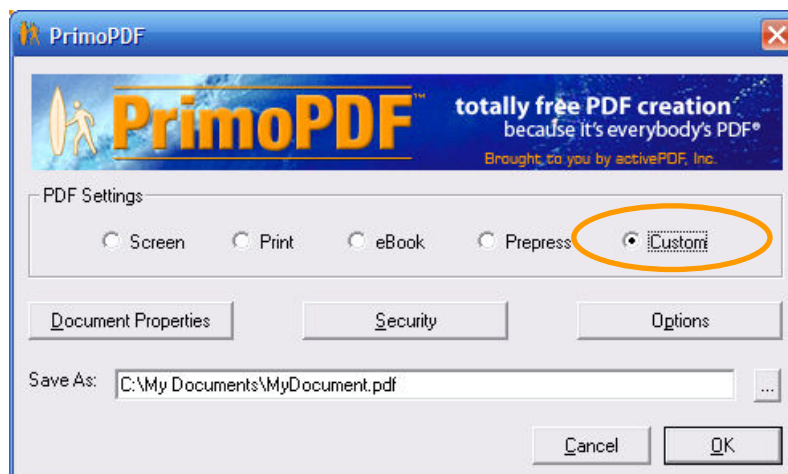 PrimoPDF
PrimoPDF™
totally free PDF creation
because it's everybody's PDF®
Brought to you by activePDF, Inc.
PDF Settings
Screen Print eBook Prepress Custom
Document Properties Security Options
Save As: C:\My Documents\MyDocument.pdf ...
Cancel OK